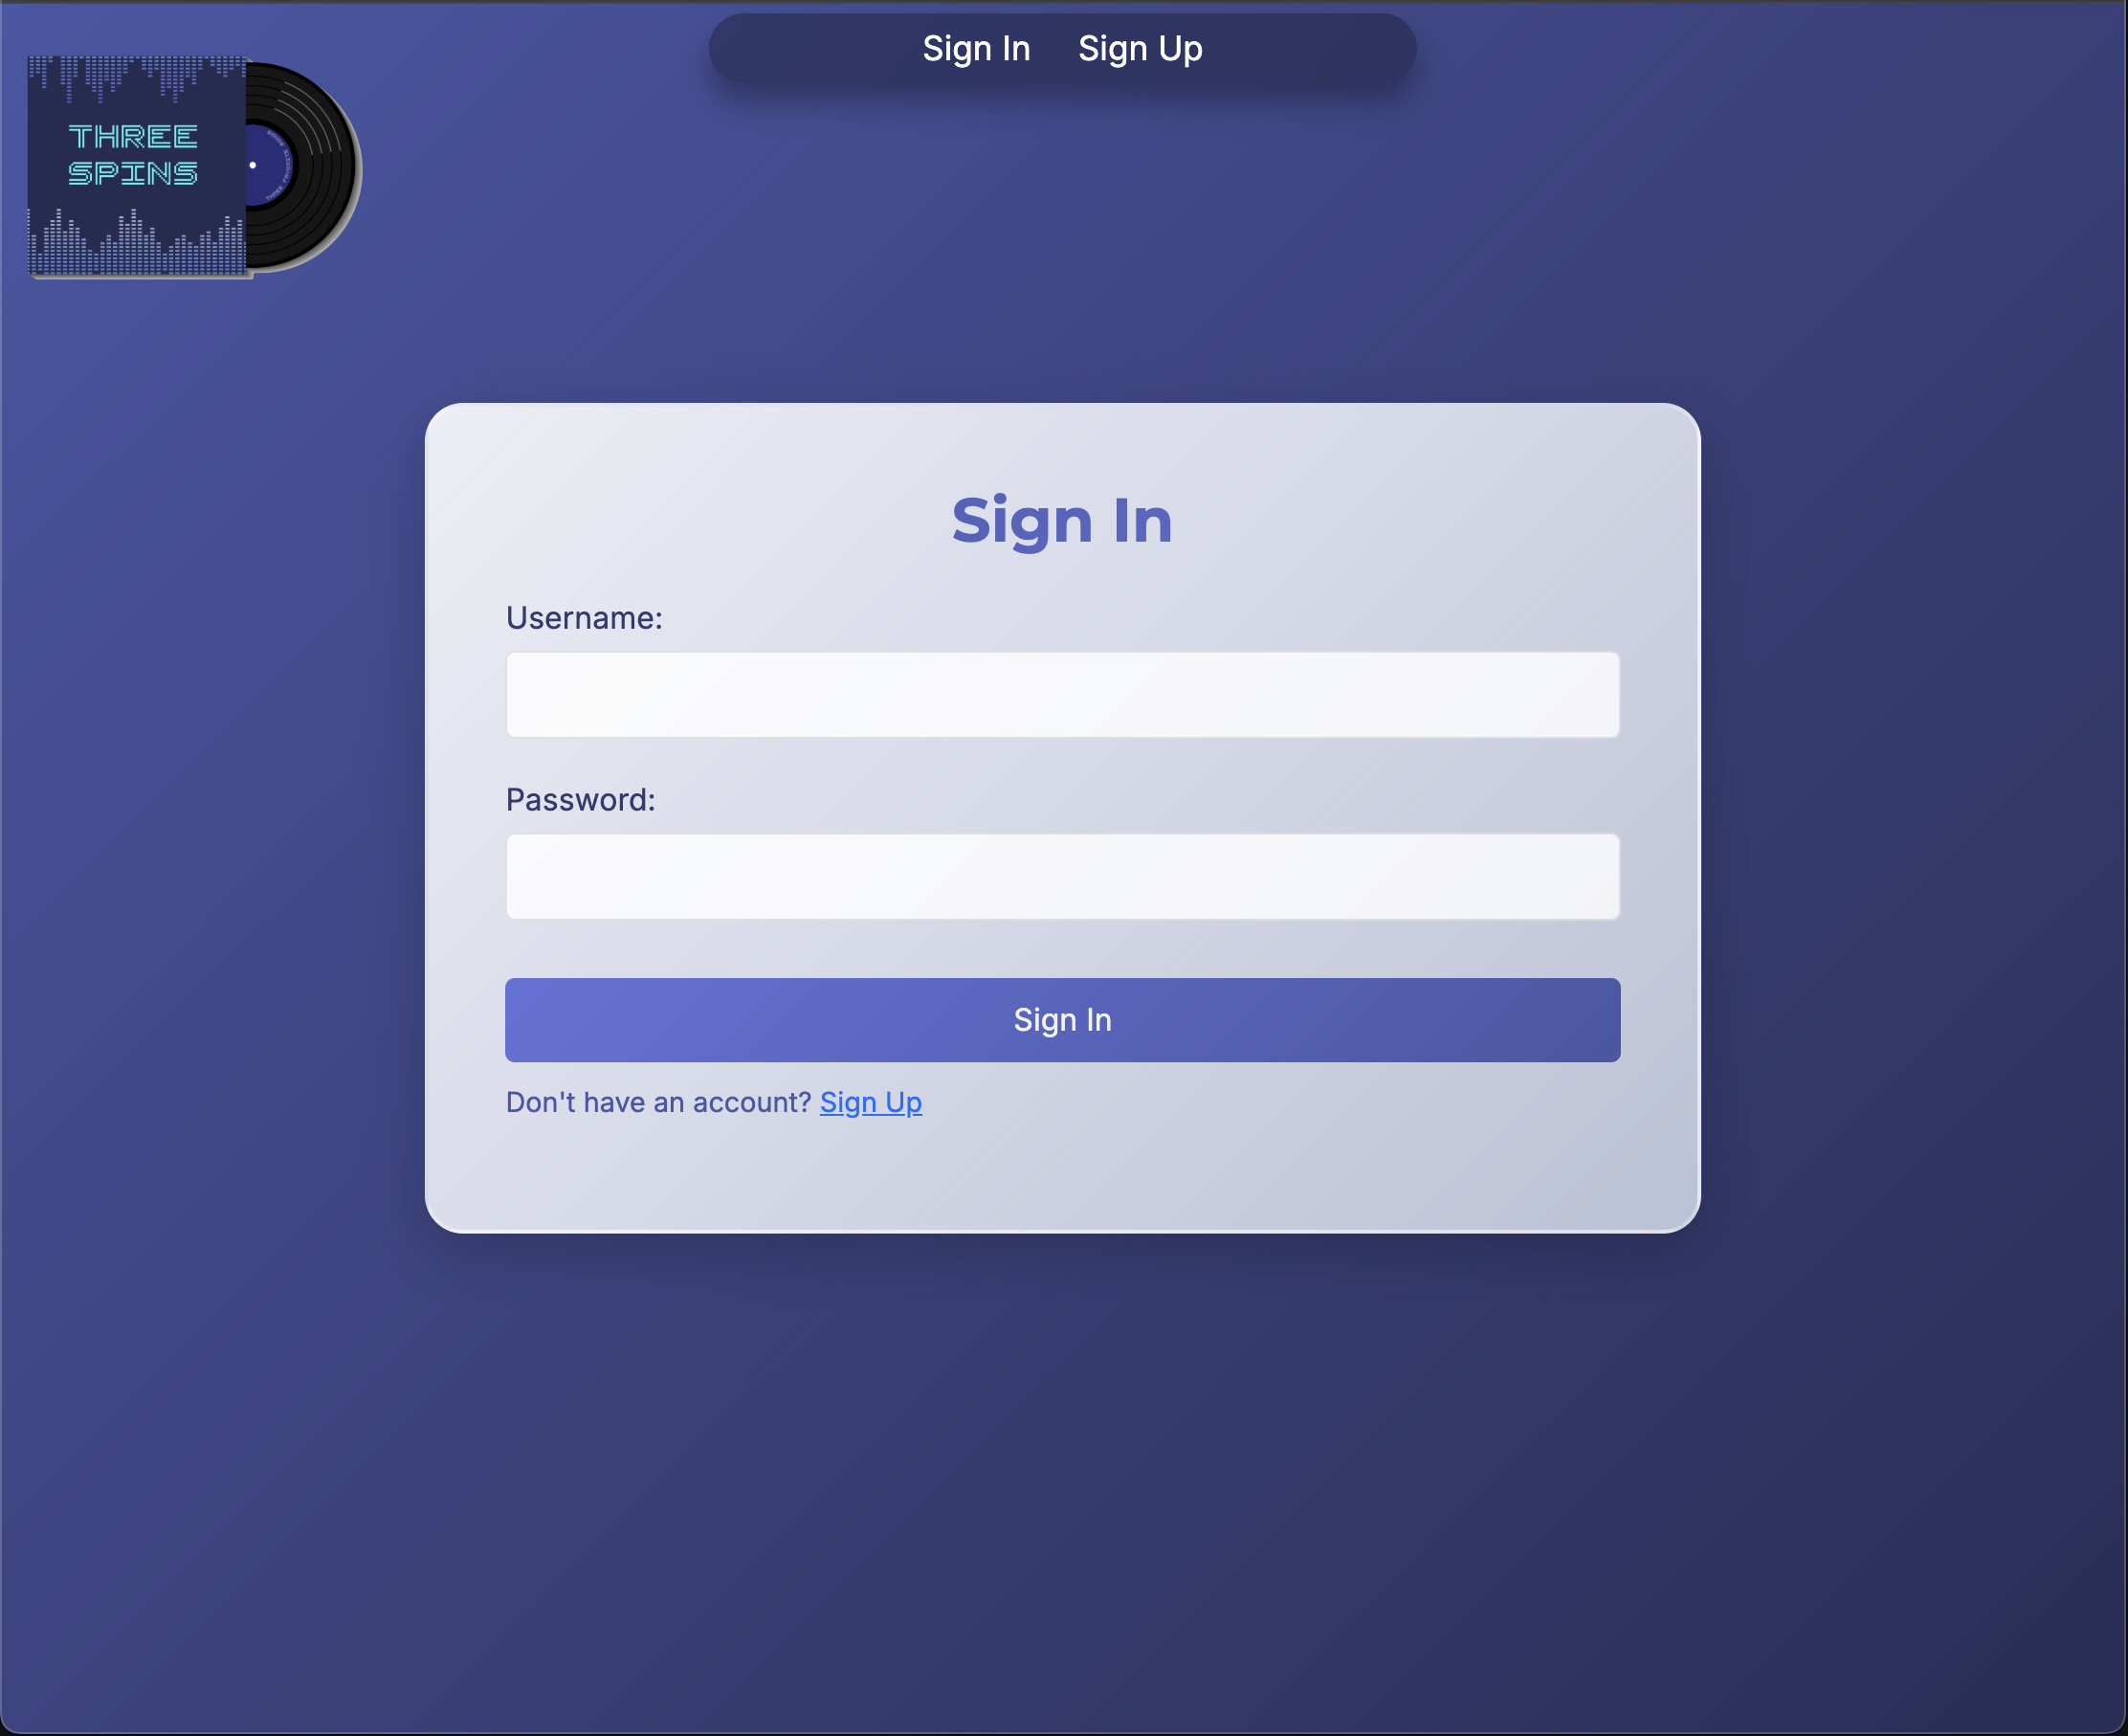 Sign In Sign Up
THREE
SPINS
Sign In
Username:
Password:
Sign In
Don't have an account? Sign Up